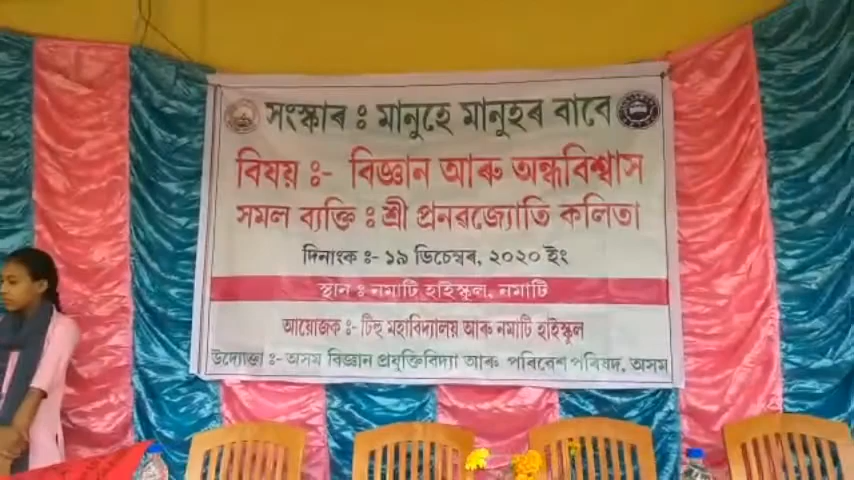 সংস্কাৰ ঃ মানুহে মানুহৰ বাবে
বিষয় ঃ- বিজ্ঞান আৰু অন্ধবিশ্বাস
সমল ব্যক্তি ঃ শ্ৰী প্ৰনৱজ্যোতি কলিতা
দিনাংক ঃ- ১৯ ডিচেম্বৰ, ২০২০ ইং
স্থান ঃ নমাটি হাইস্কুল, নমাটি
আয়োজক ঃ- টিহু মহাবিদ্যালয় আৰু নমাটি হাইস্কুল
উদ্যোক্তা ঃ- অসম বিজ্ঞান প্ৰযুক্তিবিদ্যা আৰু পৰিবেশ পৰিষদ, অসম